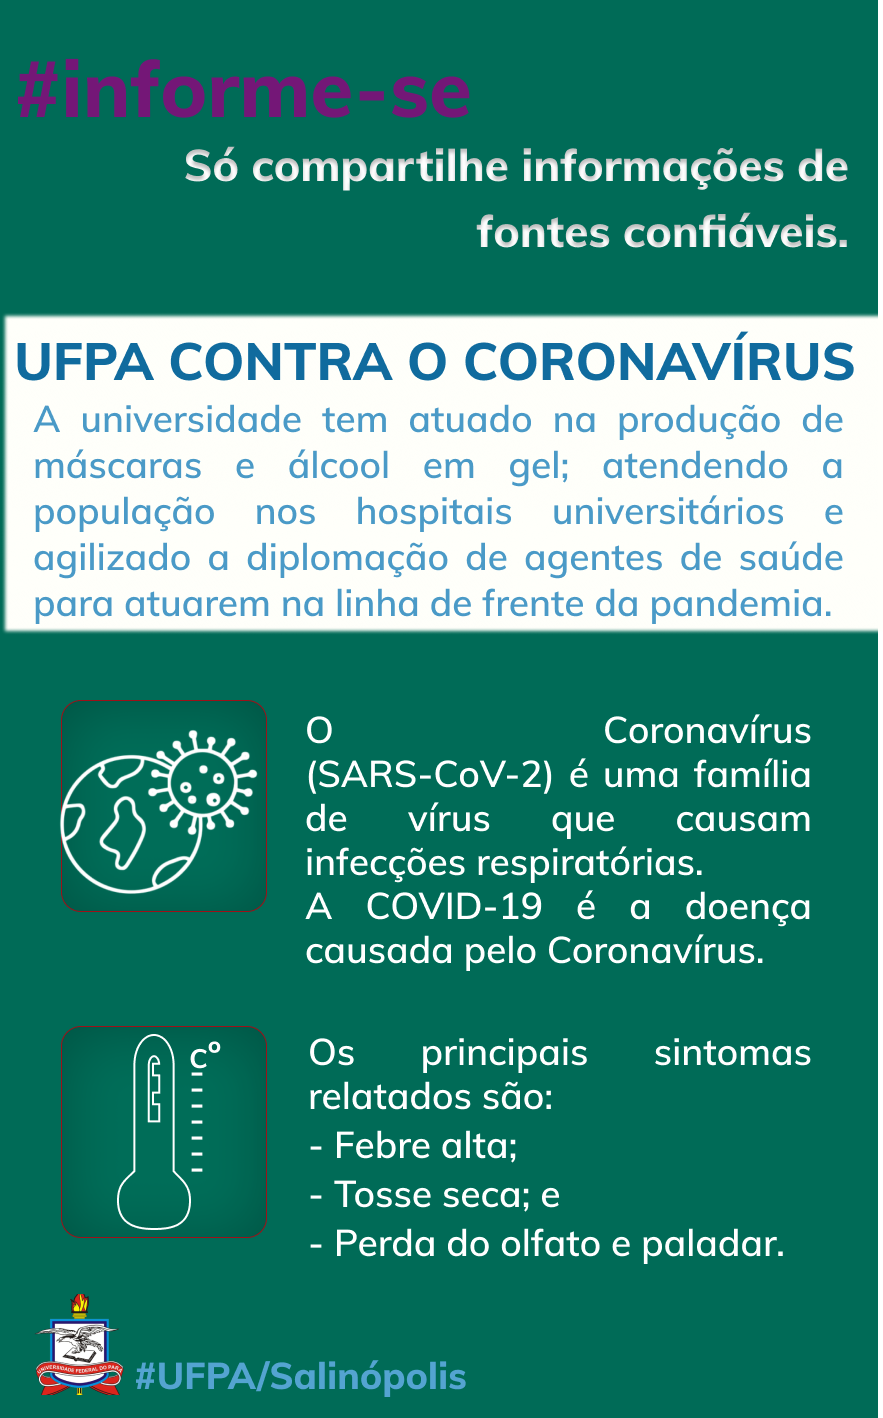 #informe-se
Só compartilhe informações de
fontes confiáveis.
UFPA CONTRA O CORONAVÍRUS
A universidade tem atuado na produção de
máscaras e álcool em gel; atendendo a
população nos hospitais universitários e
agilizado a diplomação de agentes de saúde
para atuarem na linha de frente da pandemia.
O Coronavírus
(SARS-CoV-2) é uma família
de vírus que causam
infecções respiratórias.
A COVID-19 é a doença
causada pelo Coronavírus.
Cº
Os principais sintomas
relatados são:
- Febre alta;
- Tosse seca; e
- Perda do olfato e paladar.
UNIVERSIDADE FEDERAL DO PARÁ
#UFPA/Salinópolis